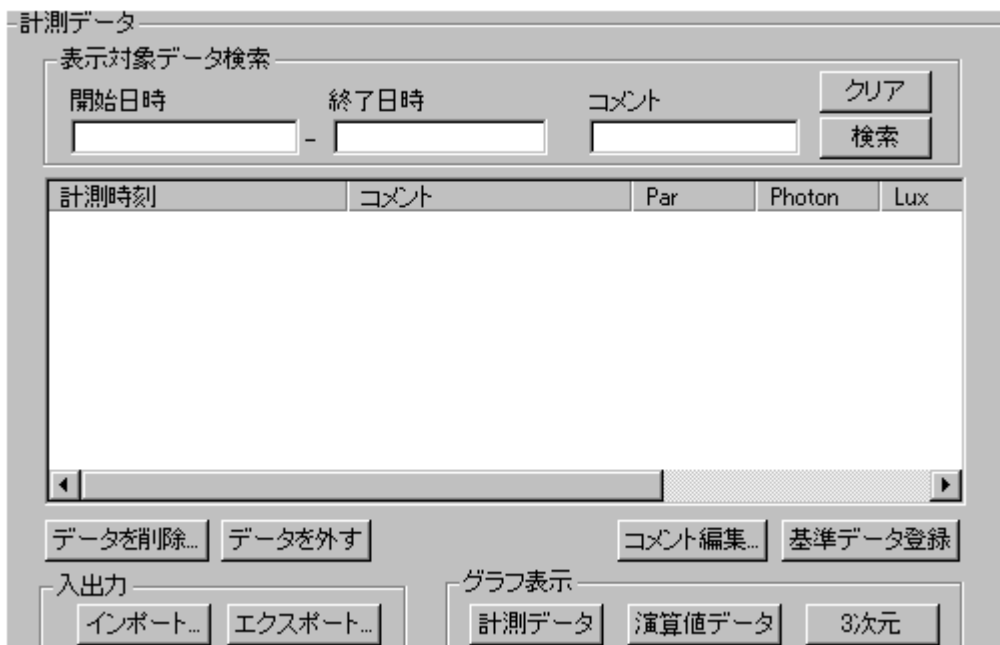 計測データ
表示対象データ検索
開始日時 終了日時 コメント クリア
- 検索
計測時刻 コメント Par Photon Lux
データを削除... データを外す コメント編集... 基準データ登録
入出力 グラフ表示
インポート... エクスポート... 計測データ 演算値データ 3次元